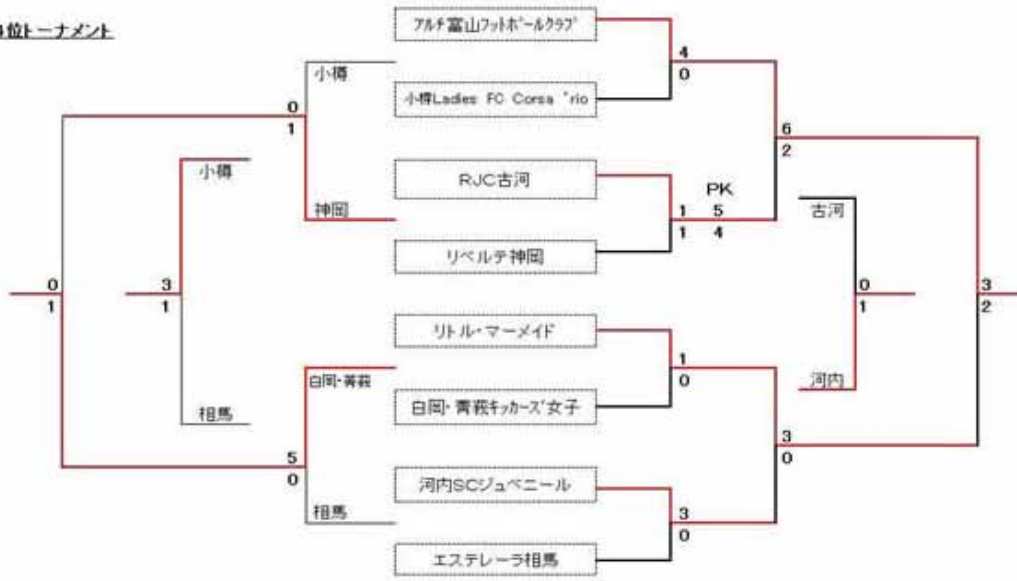 位トーナメント
アルチ富山フットボールクラブ
4
小樽
0
小樽Ladies FC Corsa 'rio
0
1
6
2
小樽
RJC古河
PK
神岡
1 5
1 4
古河
リベルテ神岡
0
1
3
1
0
1
3
2
リトル・マーメイド
1
0
白岡・菁莪
河内
相馬
白岡・菁莪キッカーズ女子
3
0
5
0
河内SCジュベニール
相馬
3
0
エステレーラ相馬